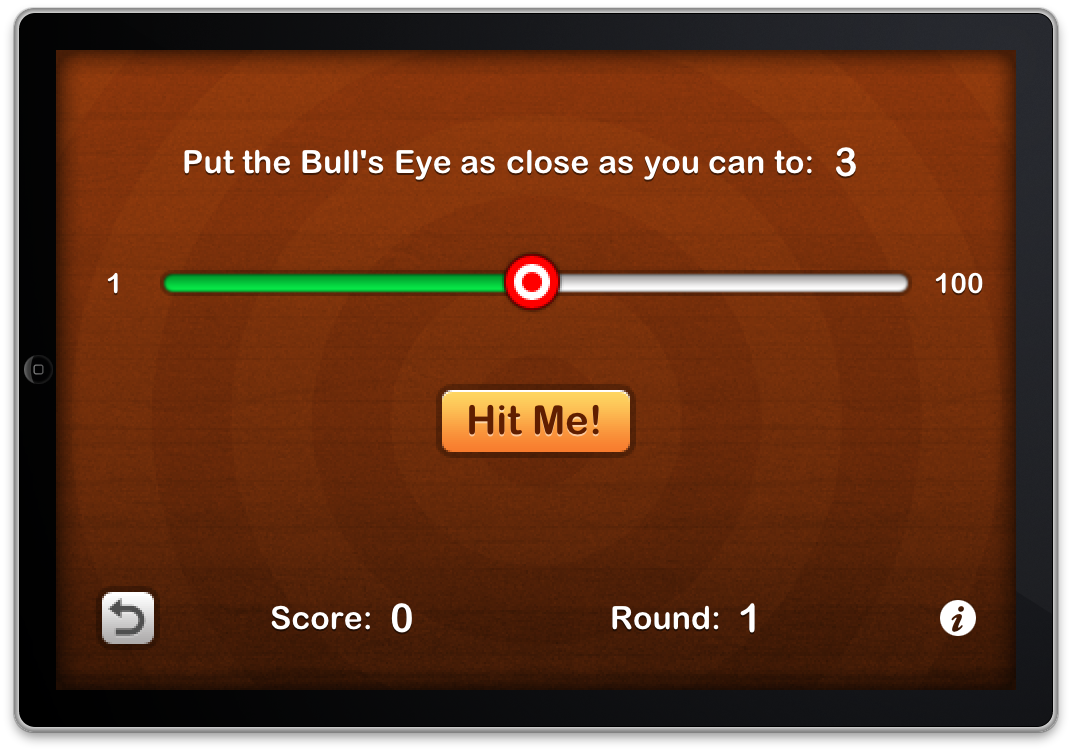 Put the Bull's Eye as close as you can to: 3
1 100
Hit Me!
Score: 0 Round: 1
i